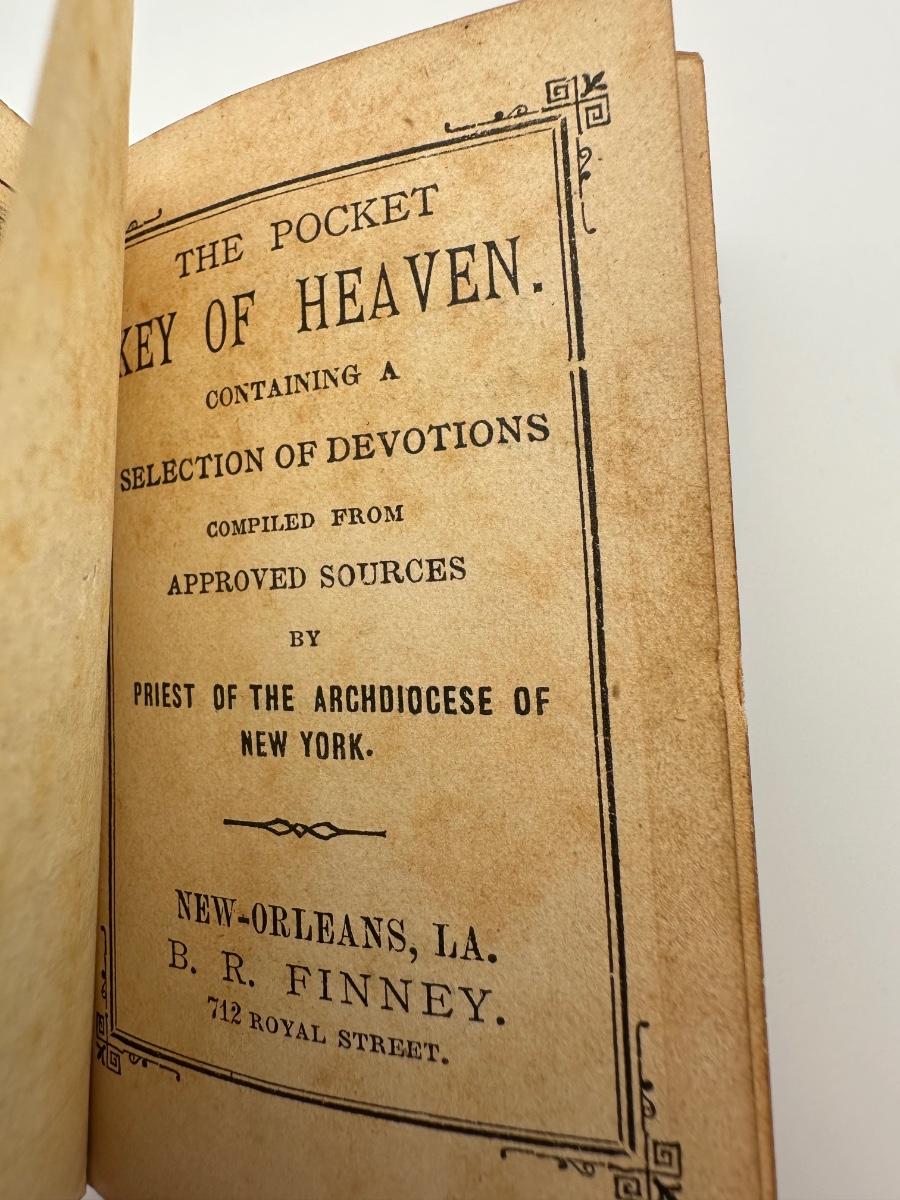 THE POCKET
KEY OF HEAVEN.
CONTAINING A
SELECTION OF DEVOTIONS
COMPILED FROM
APPROVED SOURCES
BY
PRIEST OF THE ARCHDIOCESE OF
NEW YORK.
NEW-ORLEANS, LA.
B. R. FINNEY.
712 ROYAL STREET.